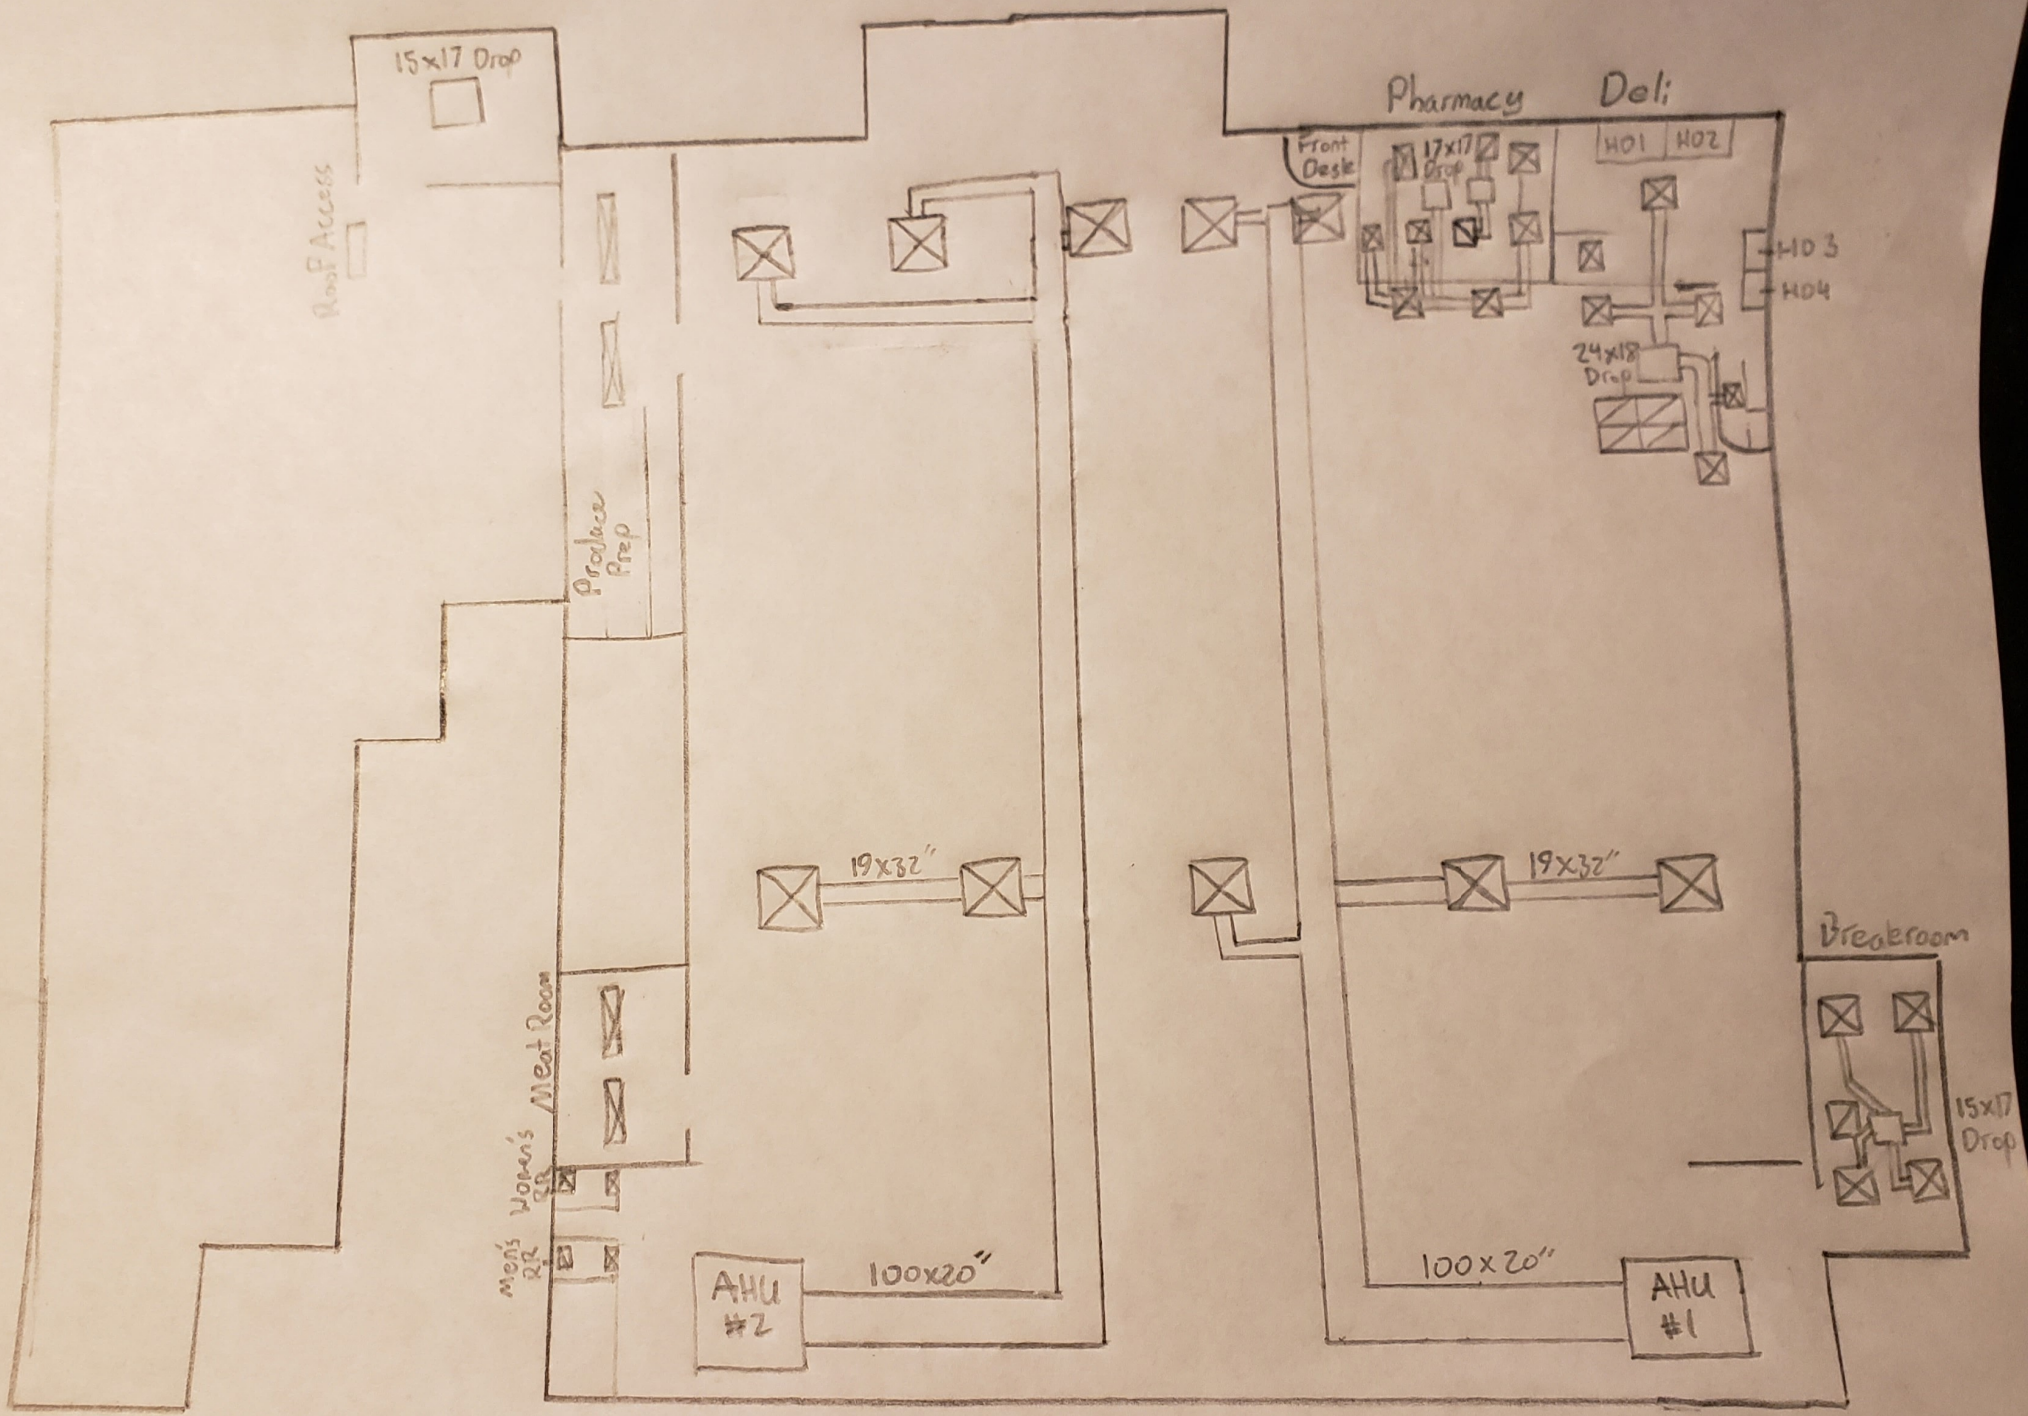 15x17 Drop
Pharmacy
Deli
Front
Desk
17x17
Drop
HO1
HO2
HO3
HO4
Roof Access
24x18
Drop
Produce
Prep
19x32"
19x32"
Breakroom
15x17
Drop
Meat Room
Women's
RR
Men's
RR
AHU
#2
100x20"
100x20"
AHU
#1